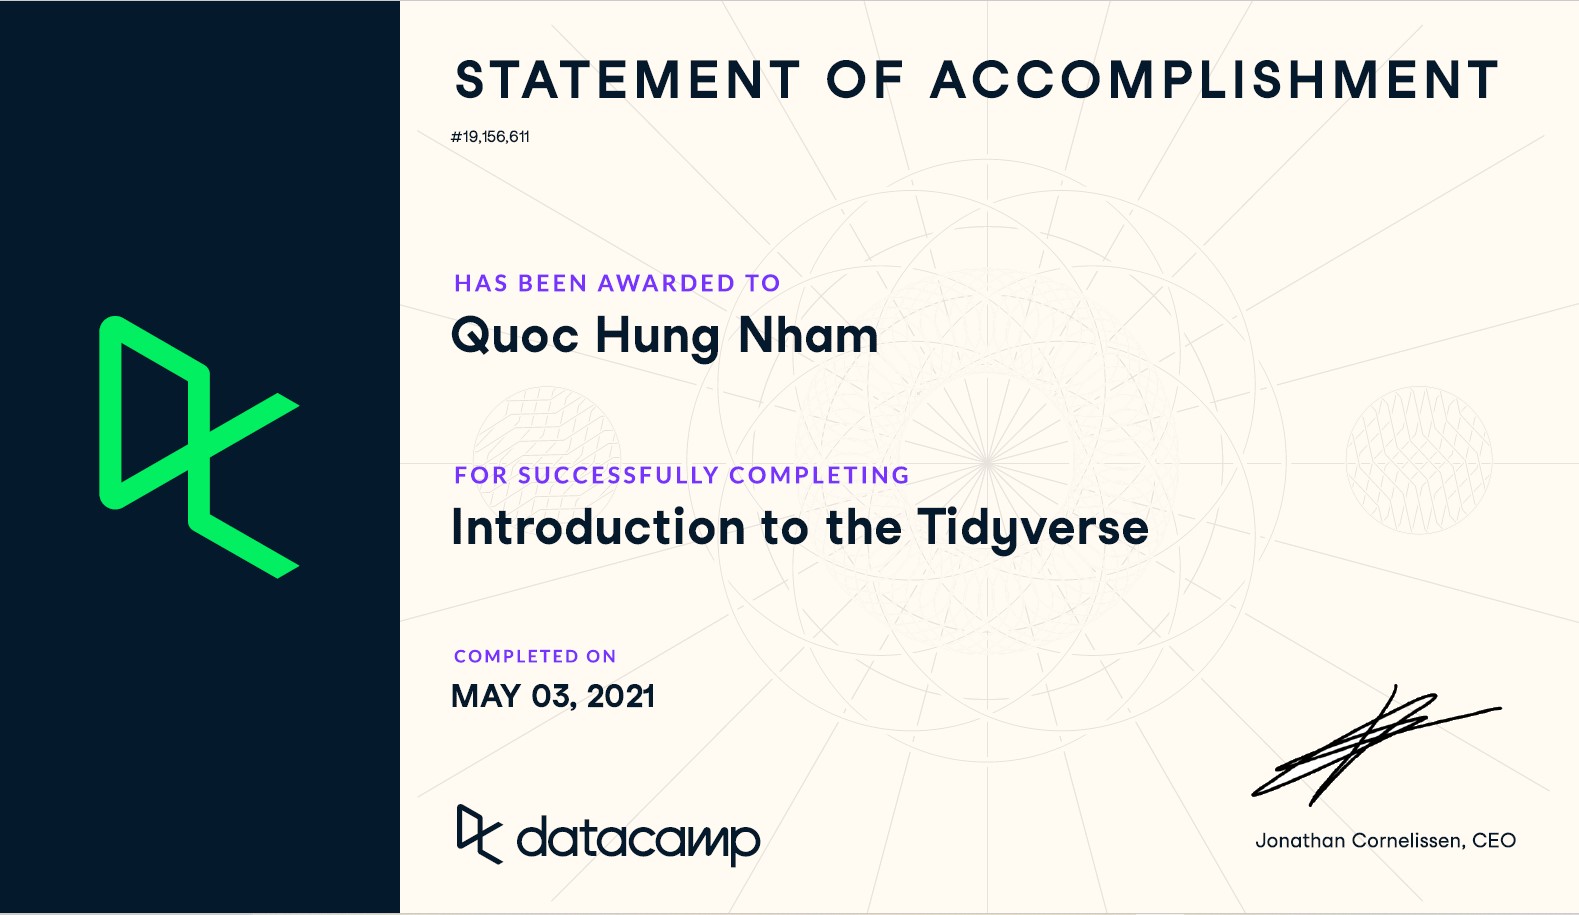 STATEMENT OF ACCOMPLISHMENT
#19,156,611
HAS BEEN AWARDED TO
Quoc Hung Nham
FOR SUCCESSFULLY COMPLETING
Introduction to the Tidyverse
COMPLETED ON
MAY 03, 2021
datacamp
Jonathan Cornelissen, CEO